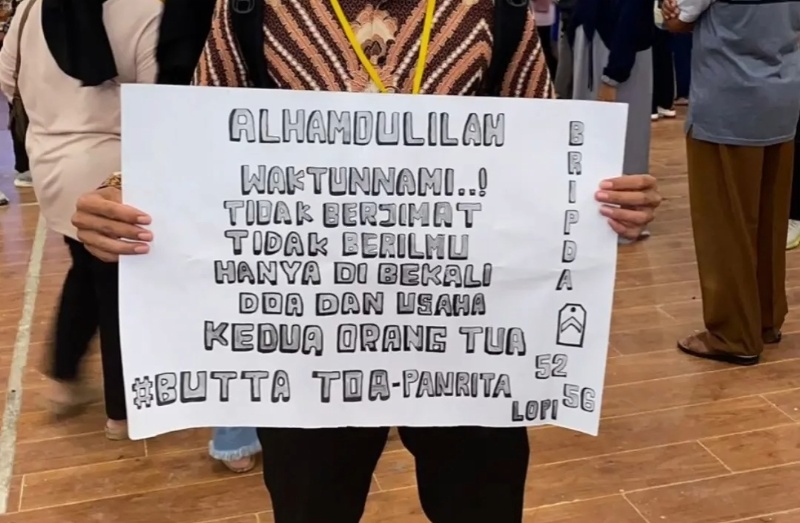 ALHAMDULILAH
WAKTUNNAMI..!
TIDAK BERJIMAT
TIDAK BERILMU
HANYA DI BEKALI
DOA DAN USAHA
KEDUA ORANG TUA
#BUTTA TOA-PANRITA
LOPI
BRIPDA
52
56